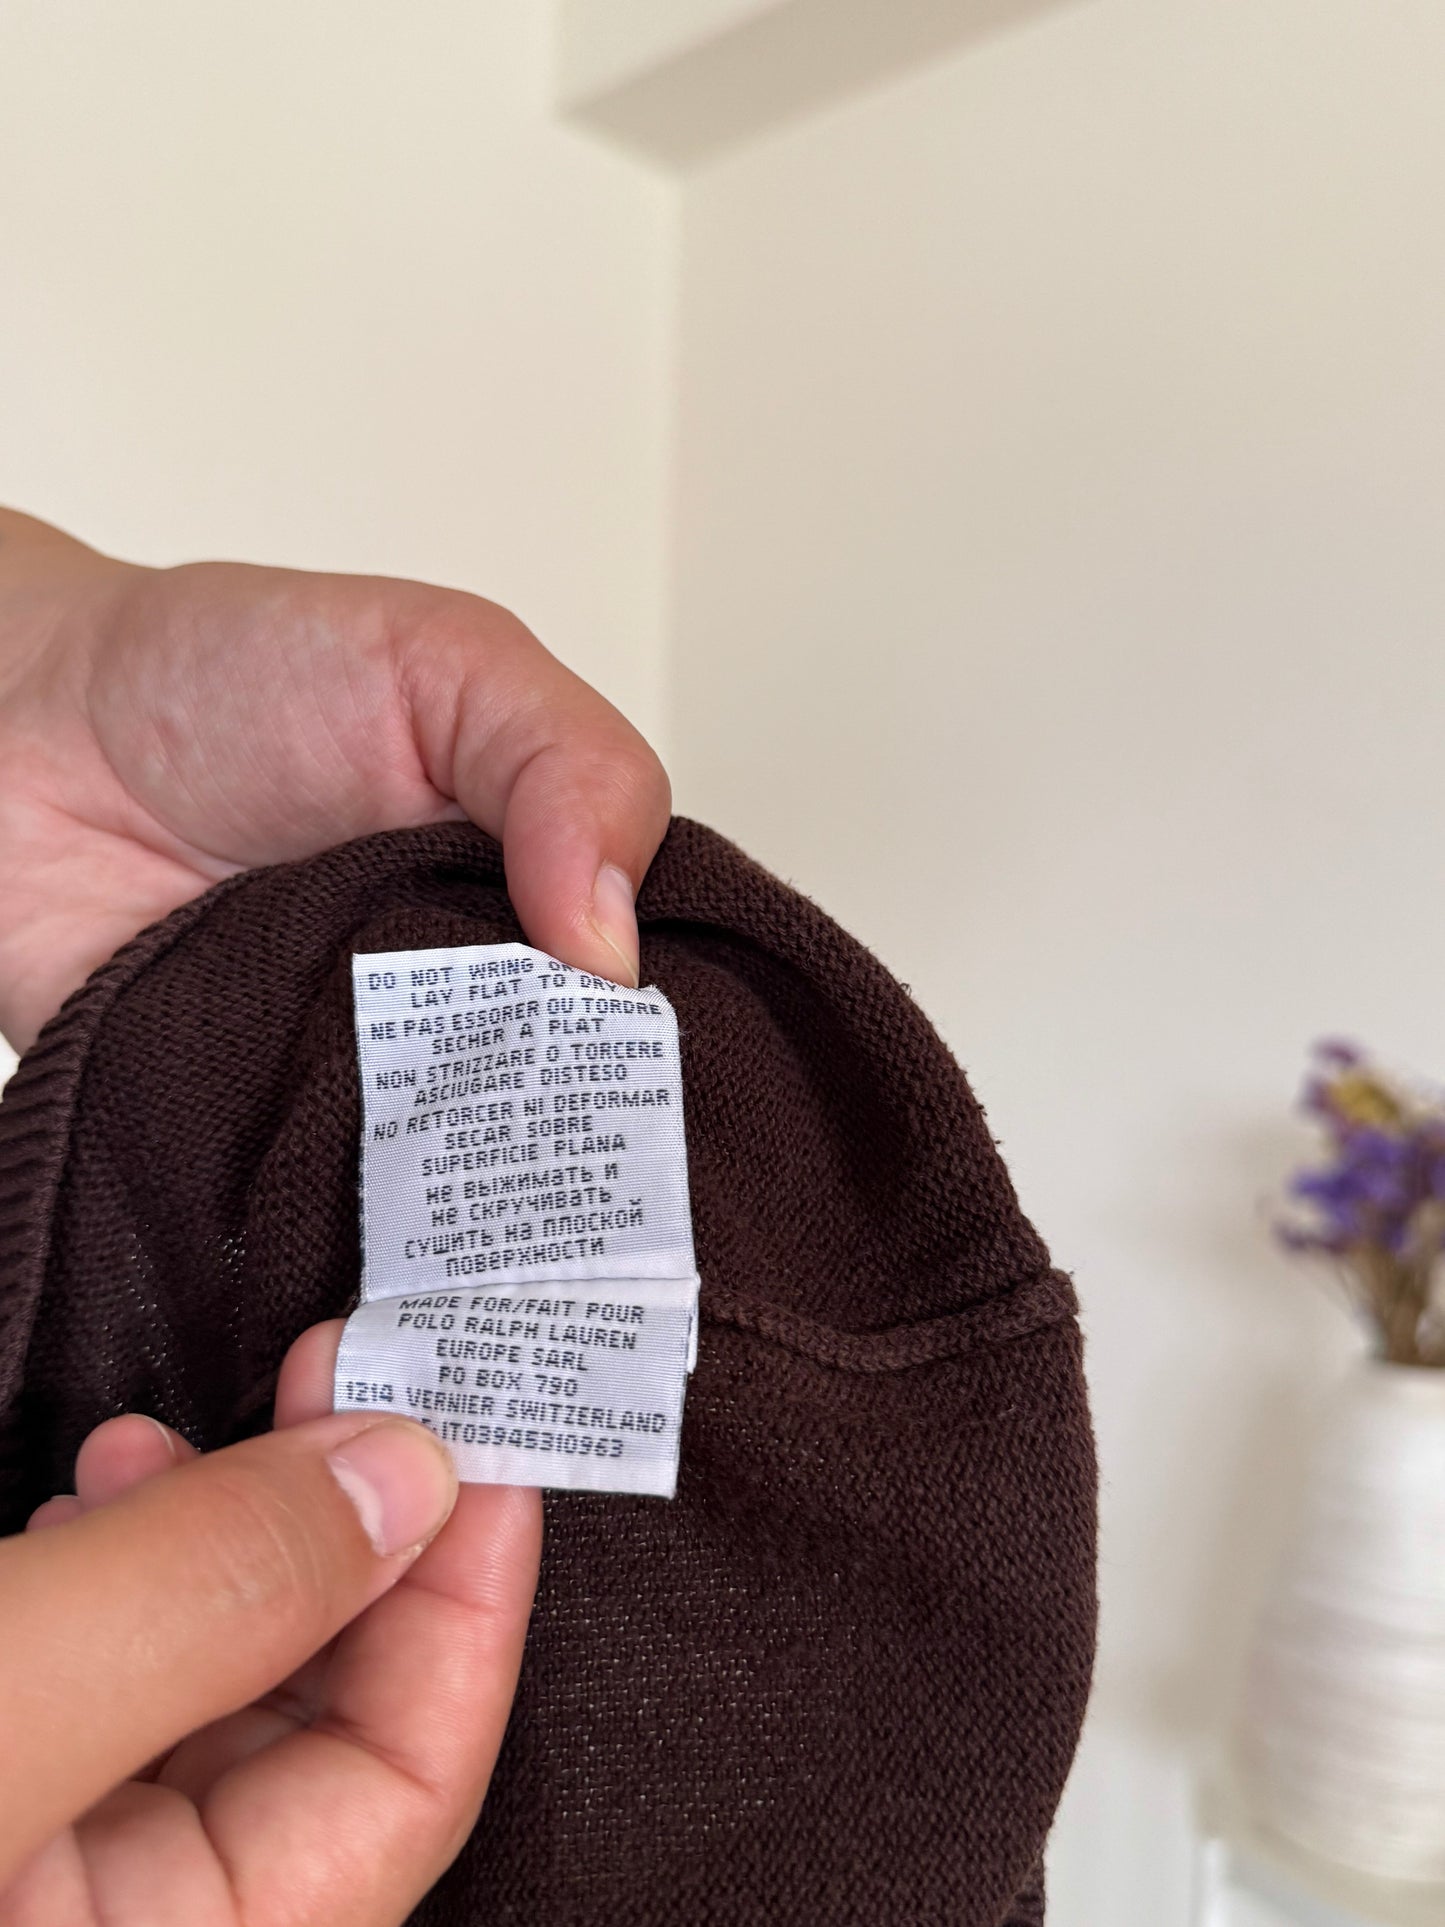 DO NOT WRING OR
LAY FLAT TO DRY
NE PAS ESSORER OU TORDRE
SECHER A PLAT
NON STRIZZARE O TORCERE
ASCIUGARE DISTESO
NO RETORCER NI DEFORMAR
SECAR SOBRE
SUPERFICIE PLANA
не выжимать и
не скручивать
сушить на плоской
поверхности
MADE FOR/FAIT POUR
POLO RALPH LAUREN
EUROPE SARL
PO BOX 790
1214 VERNIER SWITZERLAND
IT03945310963